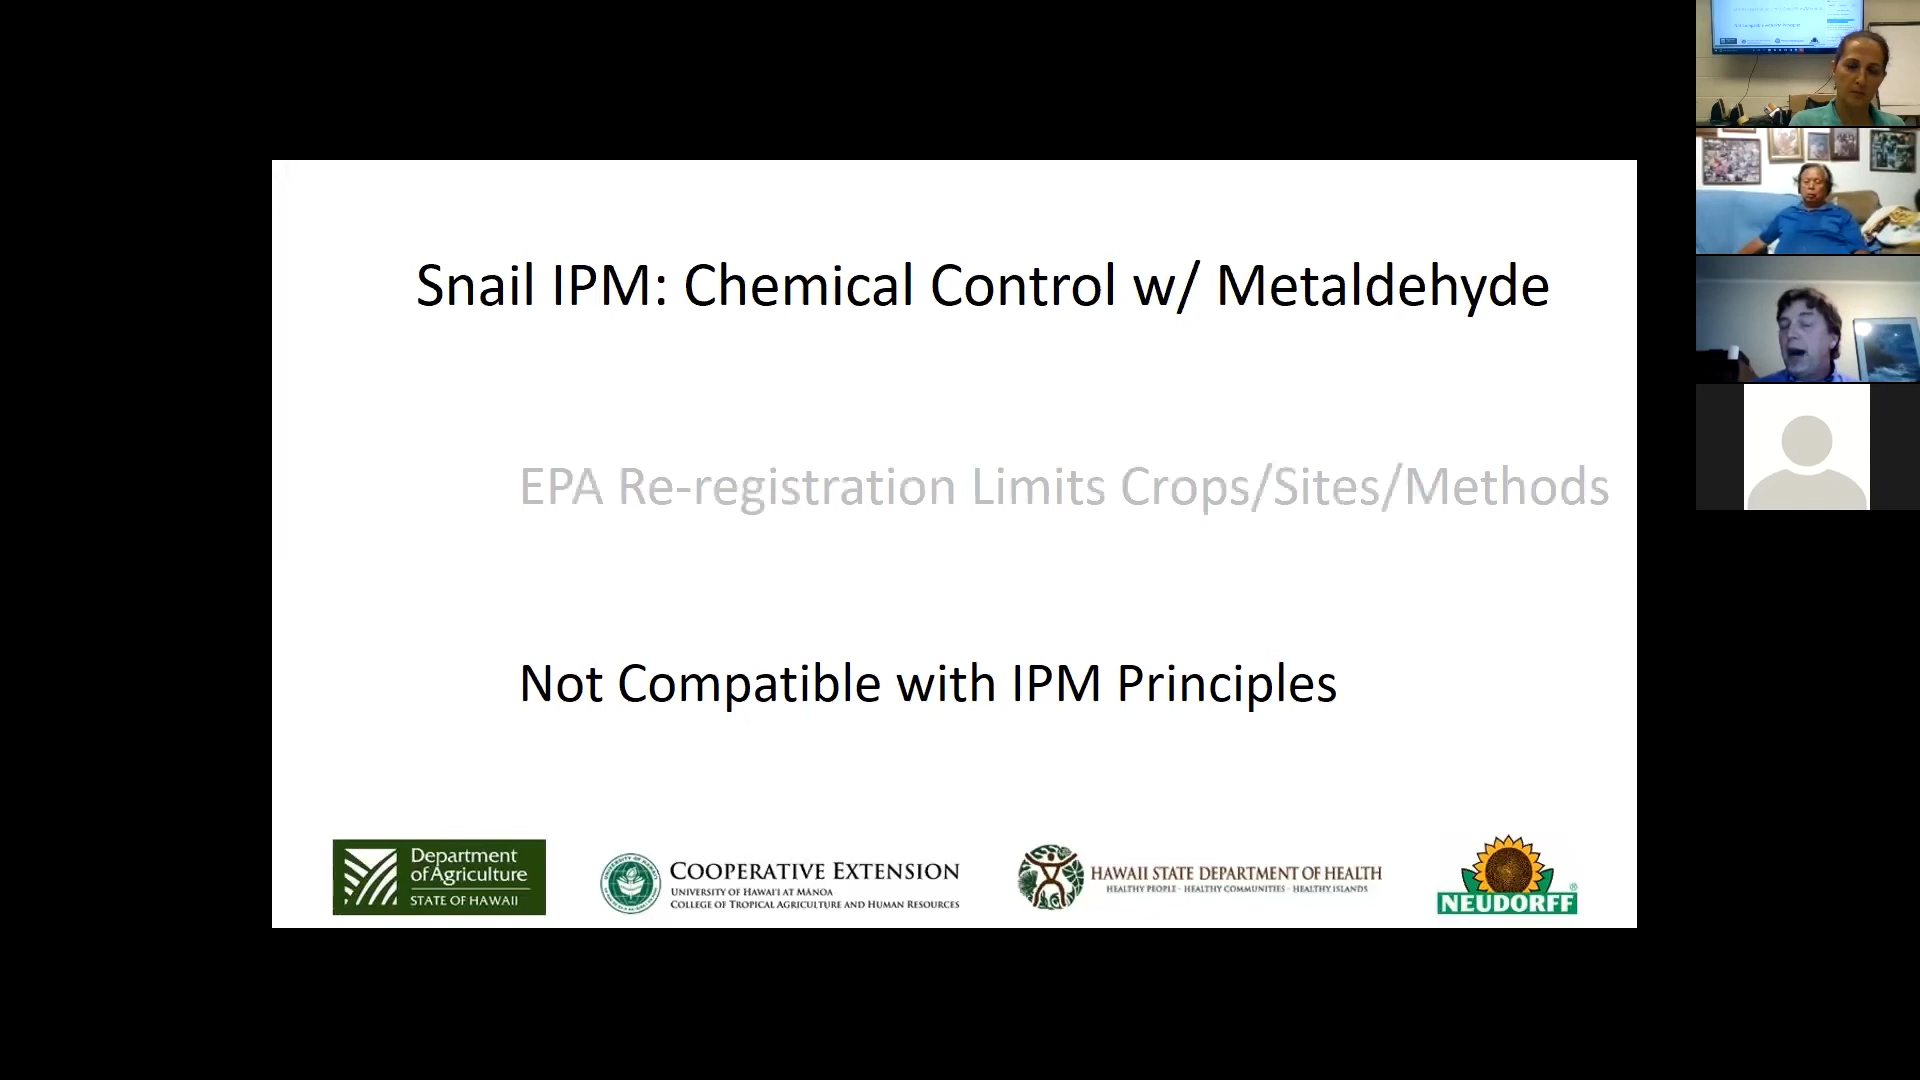 Snail IPM: Chemical Control w/ Metaldehyde
EPA Re-registration Limits Crops/Sites/Methods
Not Compatible with IPM Principles
Department
of Agriculture
STATE OF HAWAII
COOPERATIVE EXTENSION
UNIVERSITY OF HAWAI'I AT MĀNOA
COLLEGE OF TROPICAL AGRICULTURE AND HUMAN RESOURCES
HAWAII STATE DEPARTMENT OF HEALTH
HEALTHY PEOPLE · HEALTHY COMMUNITIES · HEALTHY ISLANDS
NEUDORFF®